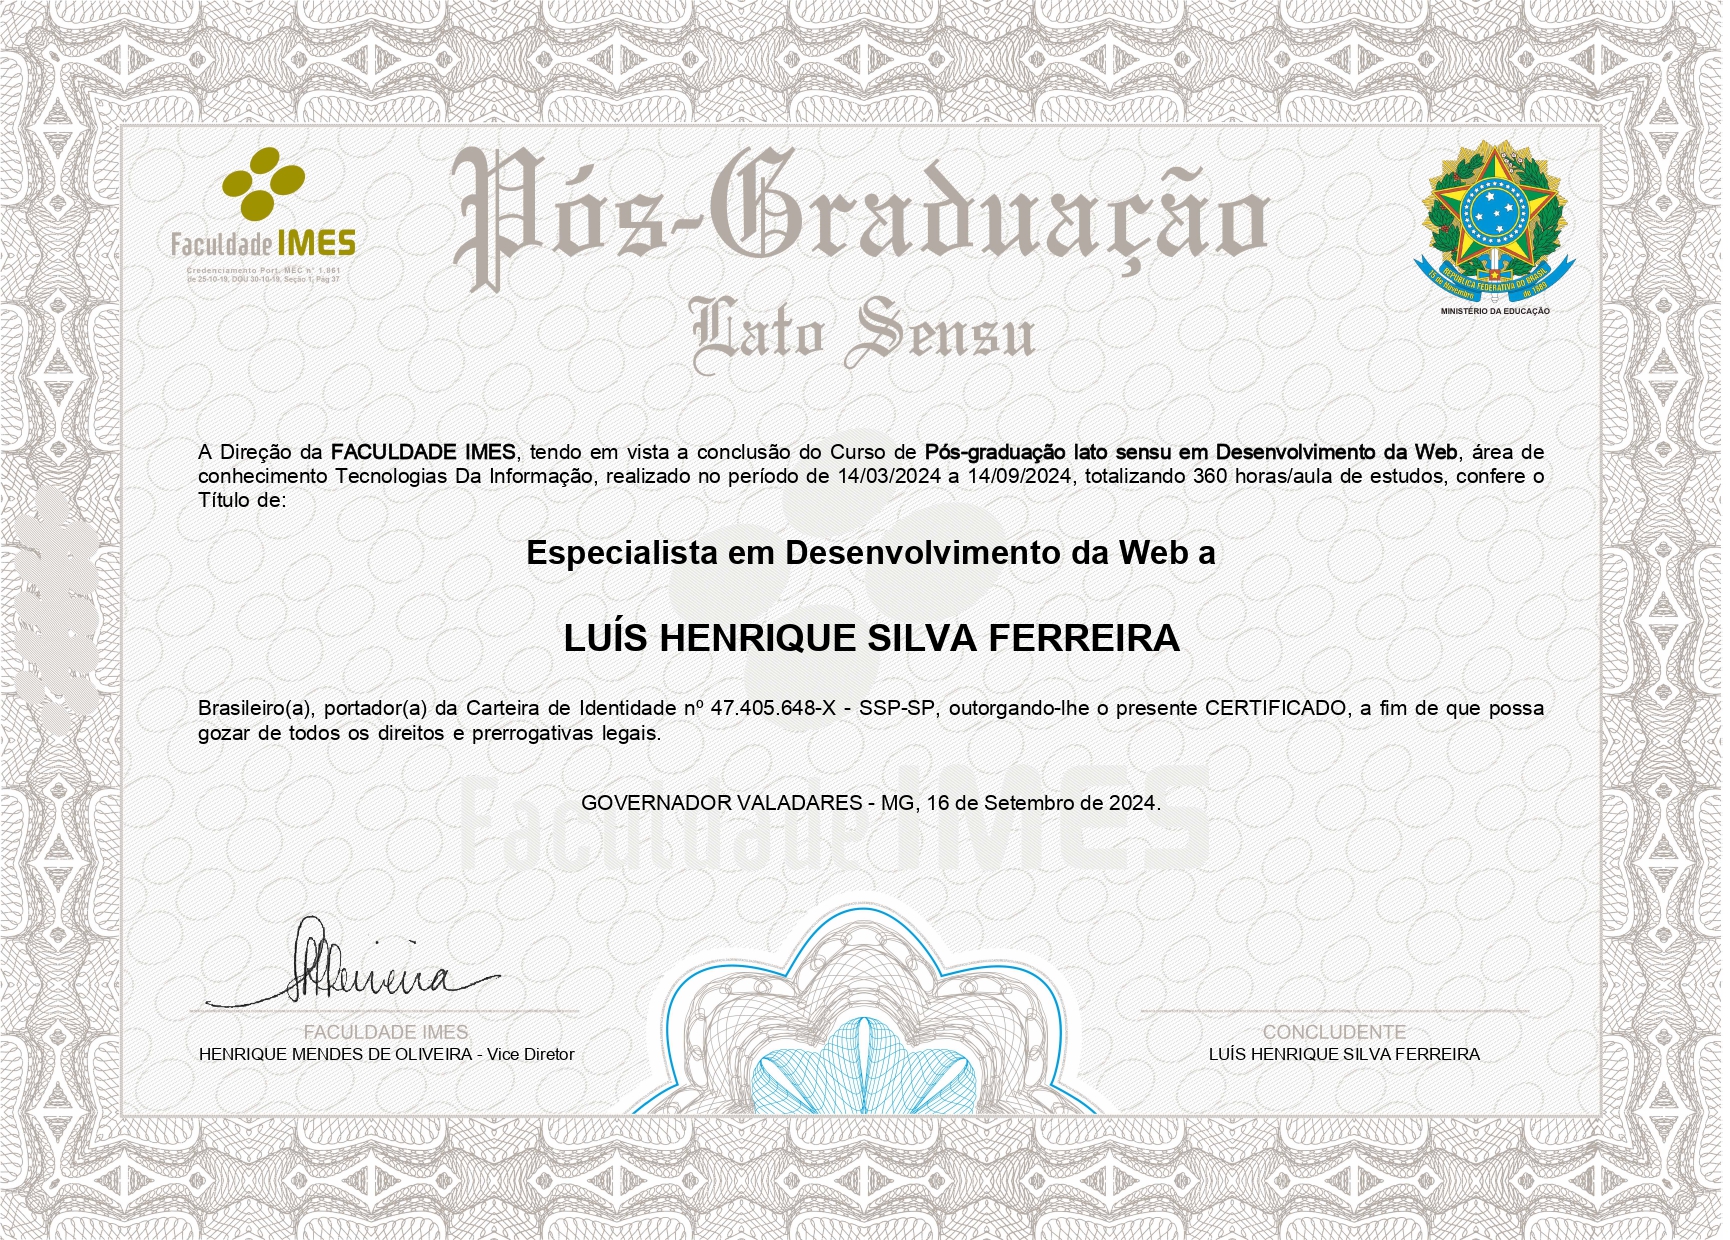 Pós-Graduação
Lato Sensu
Faculdade IMES
Credenciamento Port. MEC n° 1.861
de 25-10-19, DOU 30-10-19, Seção 1, Pág 37
REPÚBLICA FEDERATIVA DO BRASIL
15 de Novembro
de 1889
MINISTÉRIO DA EDUCAÇÃO
A Direção da FACULDADE IMES, tendo em vista a conclusão do Curso de Pós-graduação lato sensu em Desenvolvimento da Web, área de
conhecimento Tecnologias Da Informação, realizado no período de 14/03/2024 a 14/09/2024, totalizando 360 horas/aula de estudos, confere o
Título de:
Especialista em Desenvolvimento da Web a
LUÍS HENRIQUE SILVA FERREIRA
Brasileiro(a), portador(a) da Carteira de Identidade nº 47.405.648-X - SSP-SP, outorgando-lhe o presente CERTIFICADO, a fim de que possa
gozar de todos os direitos e prerrogativas legais.
Faculdade IMES
GOVERNADOR VALADARES - MG, 16 de Setembro de 2024.
FACULDADE IMES
HENRIQUE MENDES DE OLIVEIRA - Vice Diretor
CONCLUDENTE
LUÍS HENRIQUE SILVA FERREIRA